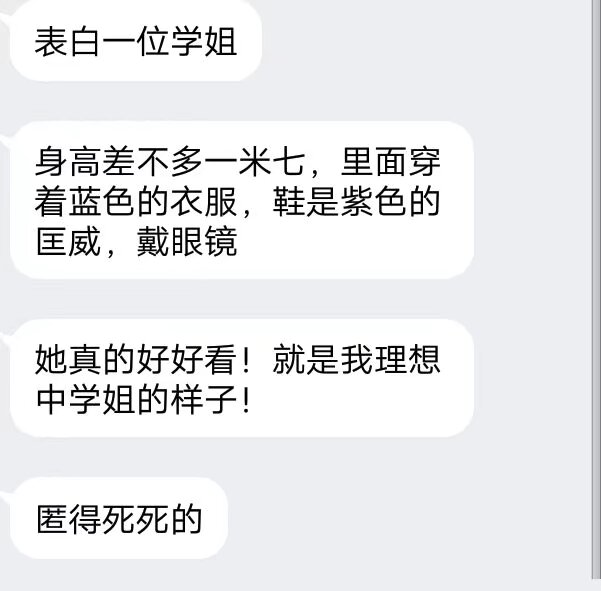 表白一位学姐
身高差不多一米七，里面穿
着蓝色的衣服，鞋是紫色的
匡威，戴眼镜
她真的好好看！就是我理想
中学姐的样子！
匿得死死的